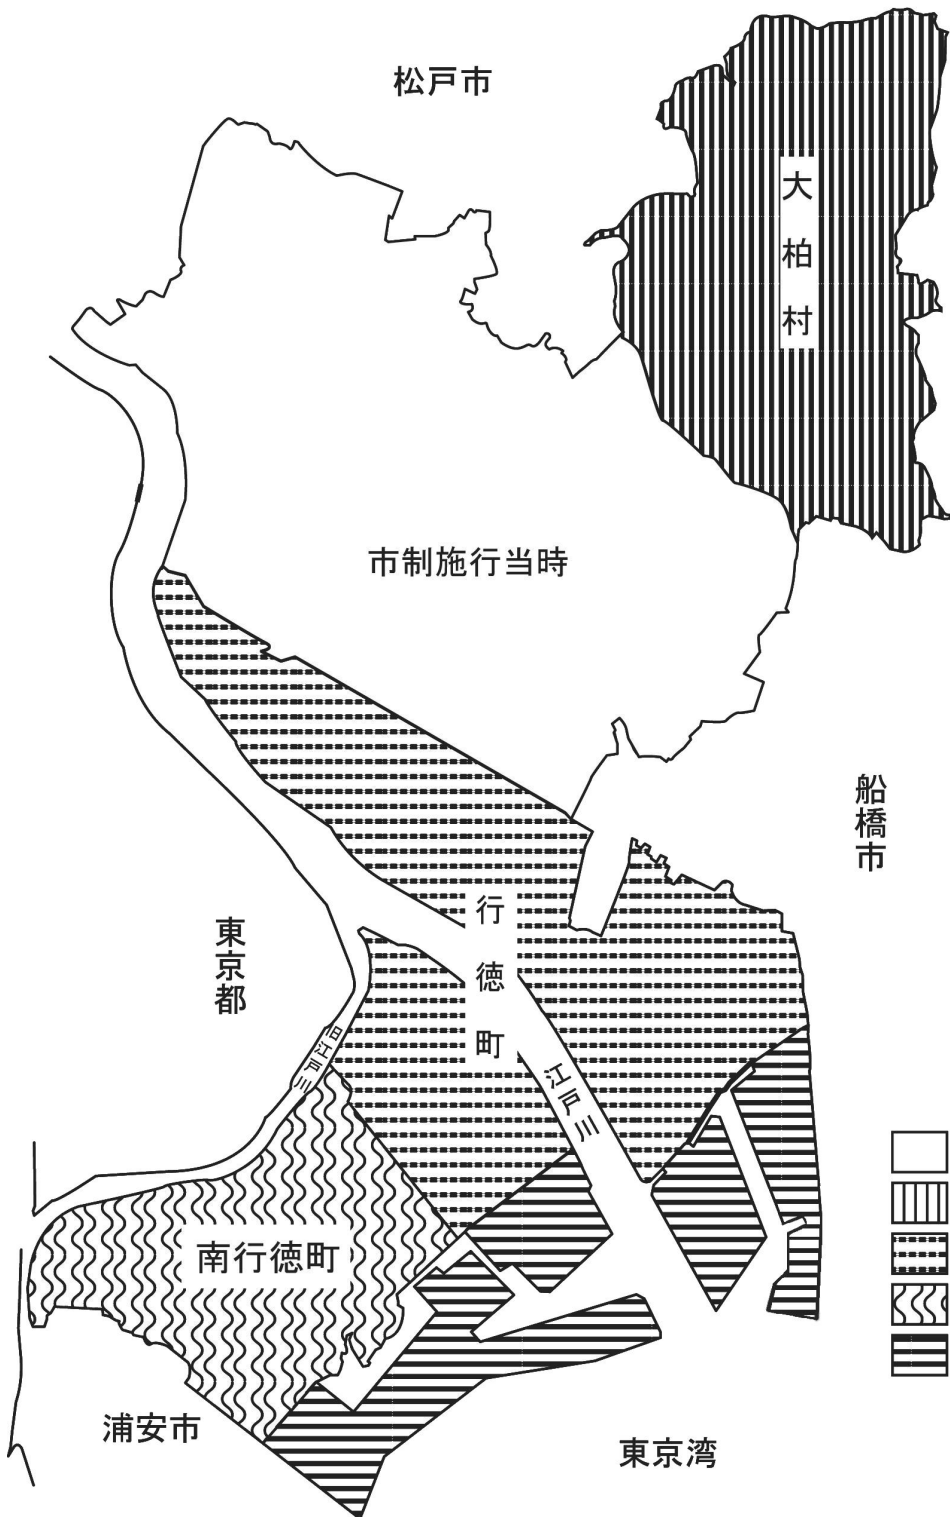 松戸市
大柏村
市制施行当時
船橋市
行徳町
東京都
旧江戸川
江戸川
南行徳町
浦安市
東京湾